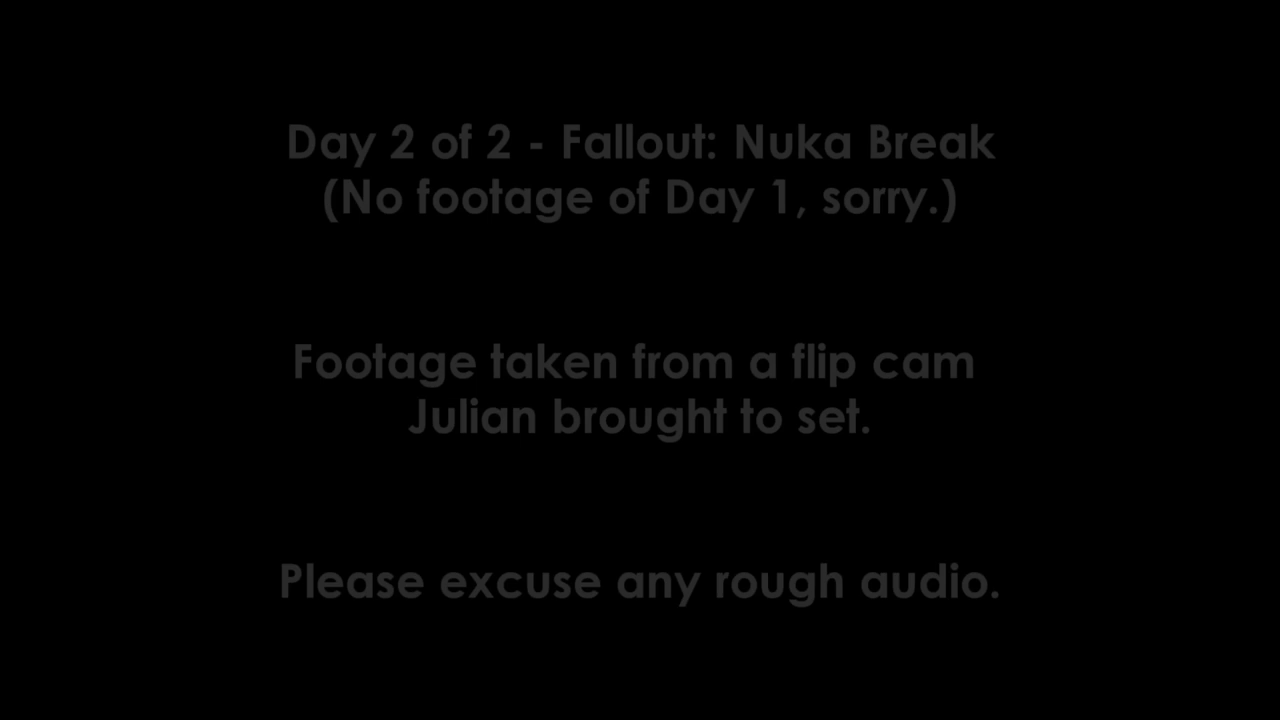 Day 2 of 2 - Fallout: Nuka Break
(No footage of Day 1, sorry.)
Footage taken from a flip cam
Julian brought to set.
Please excuse any rough audio.